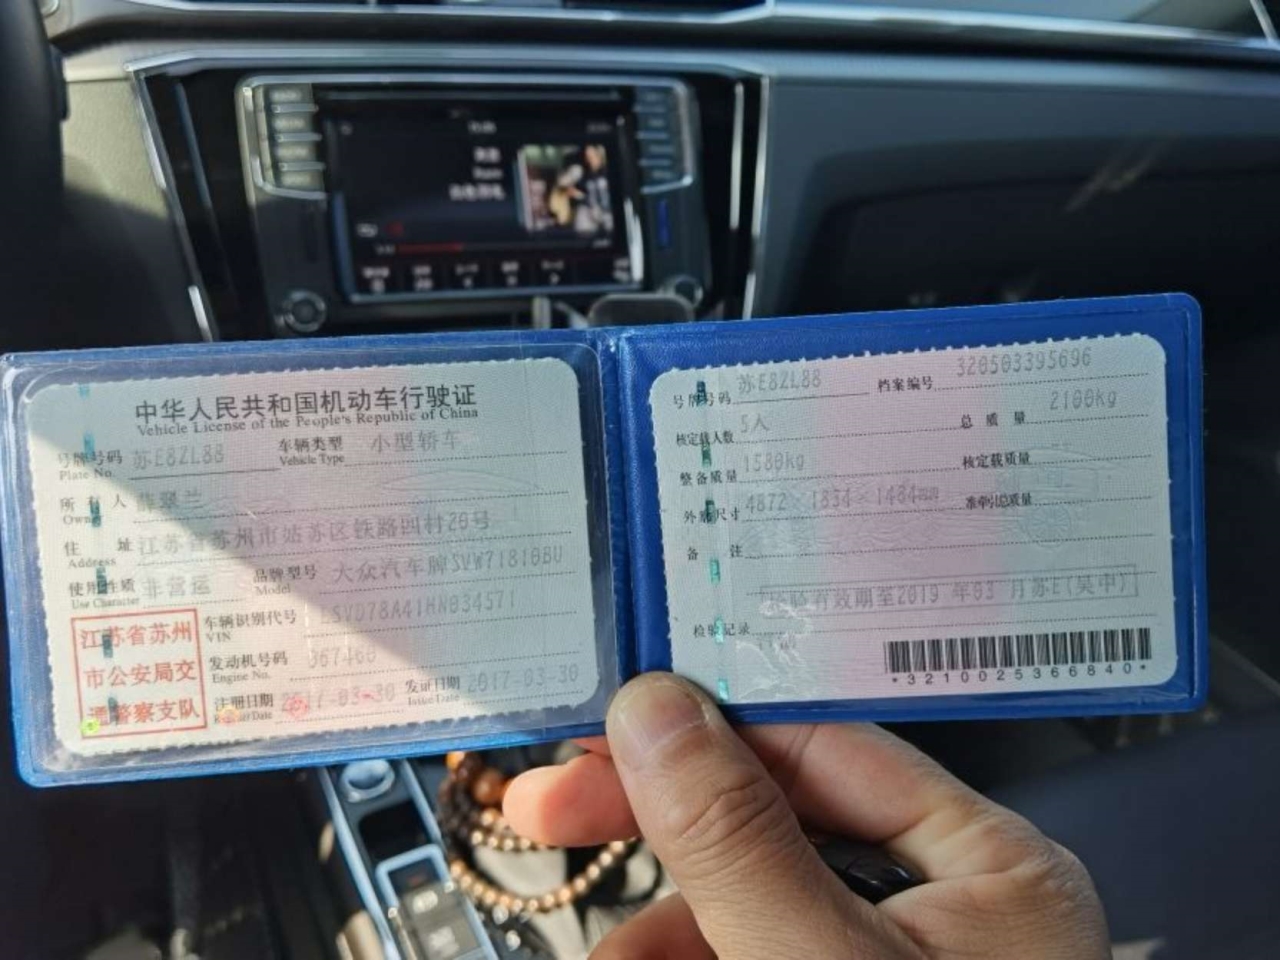 中华人民共和国机动车行驶证
Vehicle License of the People's Republic of China
号牌号码 苏E8ZL88 车辆类型 小型轿车
Plate No. Vehicle Type
所有人 薛翠兰
Owner
住址 江苏省苏州市姑苏区铁路四村20号
Address
使用性质 非营运 品牌型号 大众汽车牌SVW71810BU
Use Character Model
江苏省苏州
市公安局交
通警察支队
车辆识别代号 LSVD78A41HN034571
VIN
发动机号码 367460
Engine No.
注册日期 2017-03-30 发证日期 2017-03-30
Register Date Issue Date
号牌号码 苏E8ZL88 档案编号 320503395696
核定载人数 5人 总质量 2100kg
整备质量 1580kg 核定载质量
外廓尺寸 4872×1834×1484mm 准牵引总质量
备注
检验有效期至2019年03月苏E(吴中)
检验记录
*3210025366840*